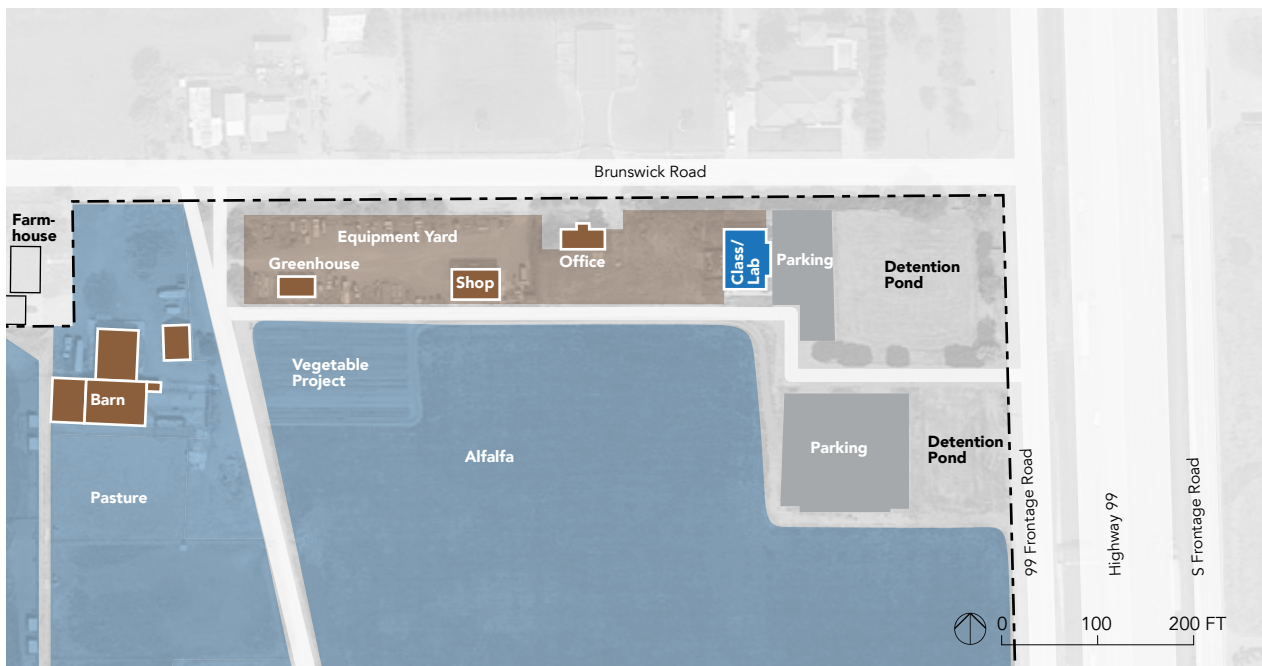 Brunswick Road
Farm-
house
Equipment Yard
Greenhouse
Shop
Office
Class/
Lab
Parking
Detention
Pond
Vegetable
Project
Barn
Alfalfa
Parking
Detention
Pond
Pasture
99 Frontage Road
Highway 99
S Frontage Road
0 100 200 FT